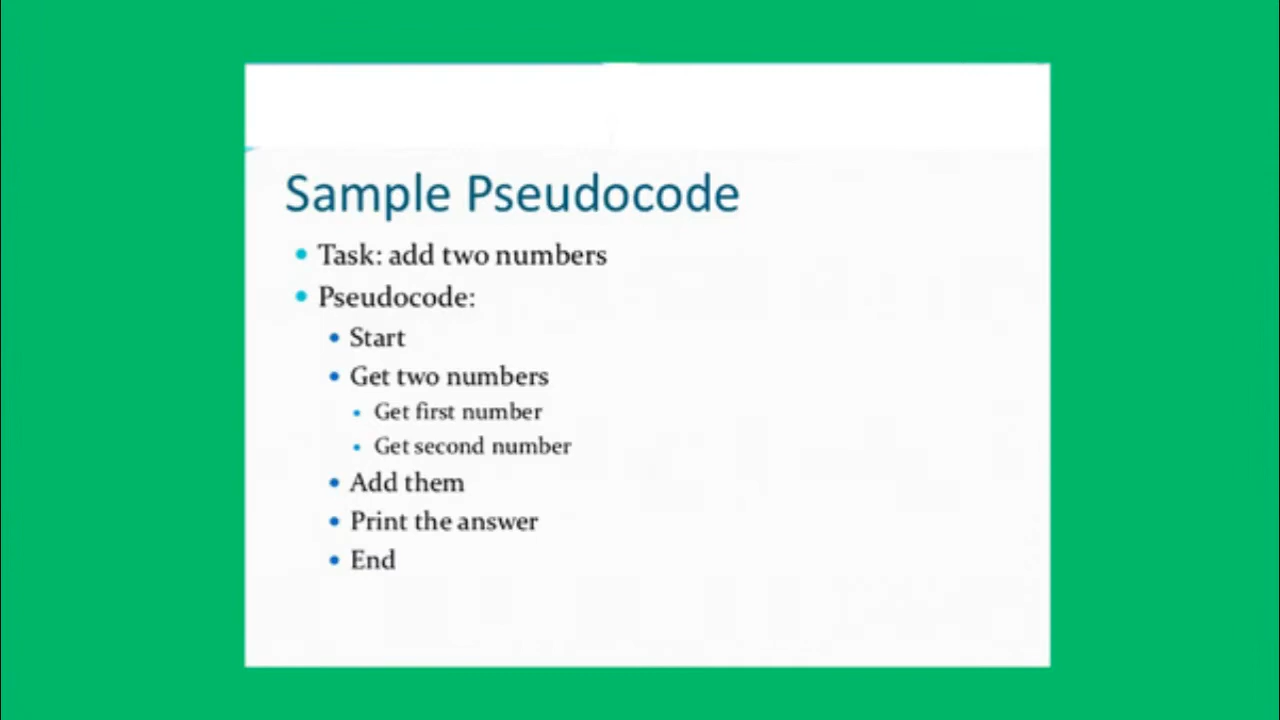 Sample Pseudocode
• Task: add two numbers
• Pseudocode:
• Start
• Get two numbers
• Get first number
• Get second number
• Add them
• Print the answer
• End